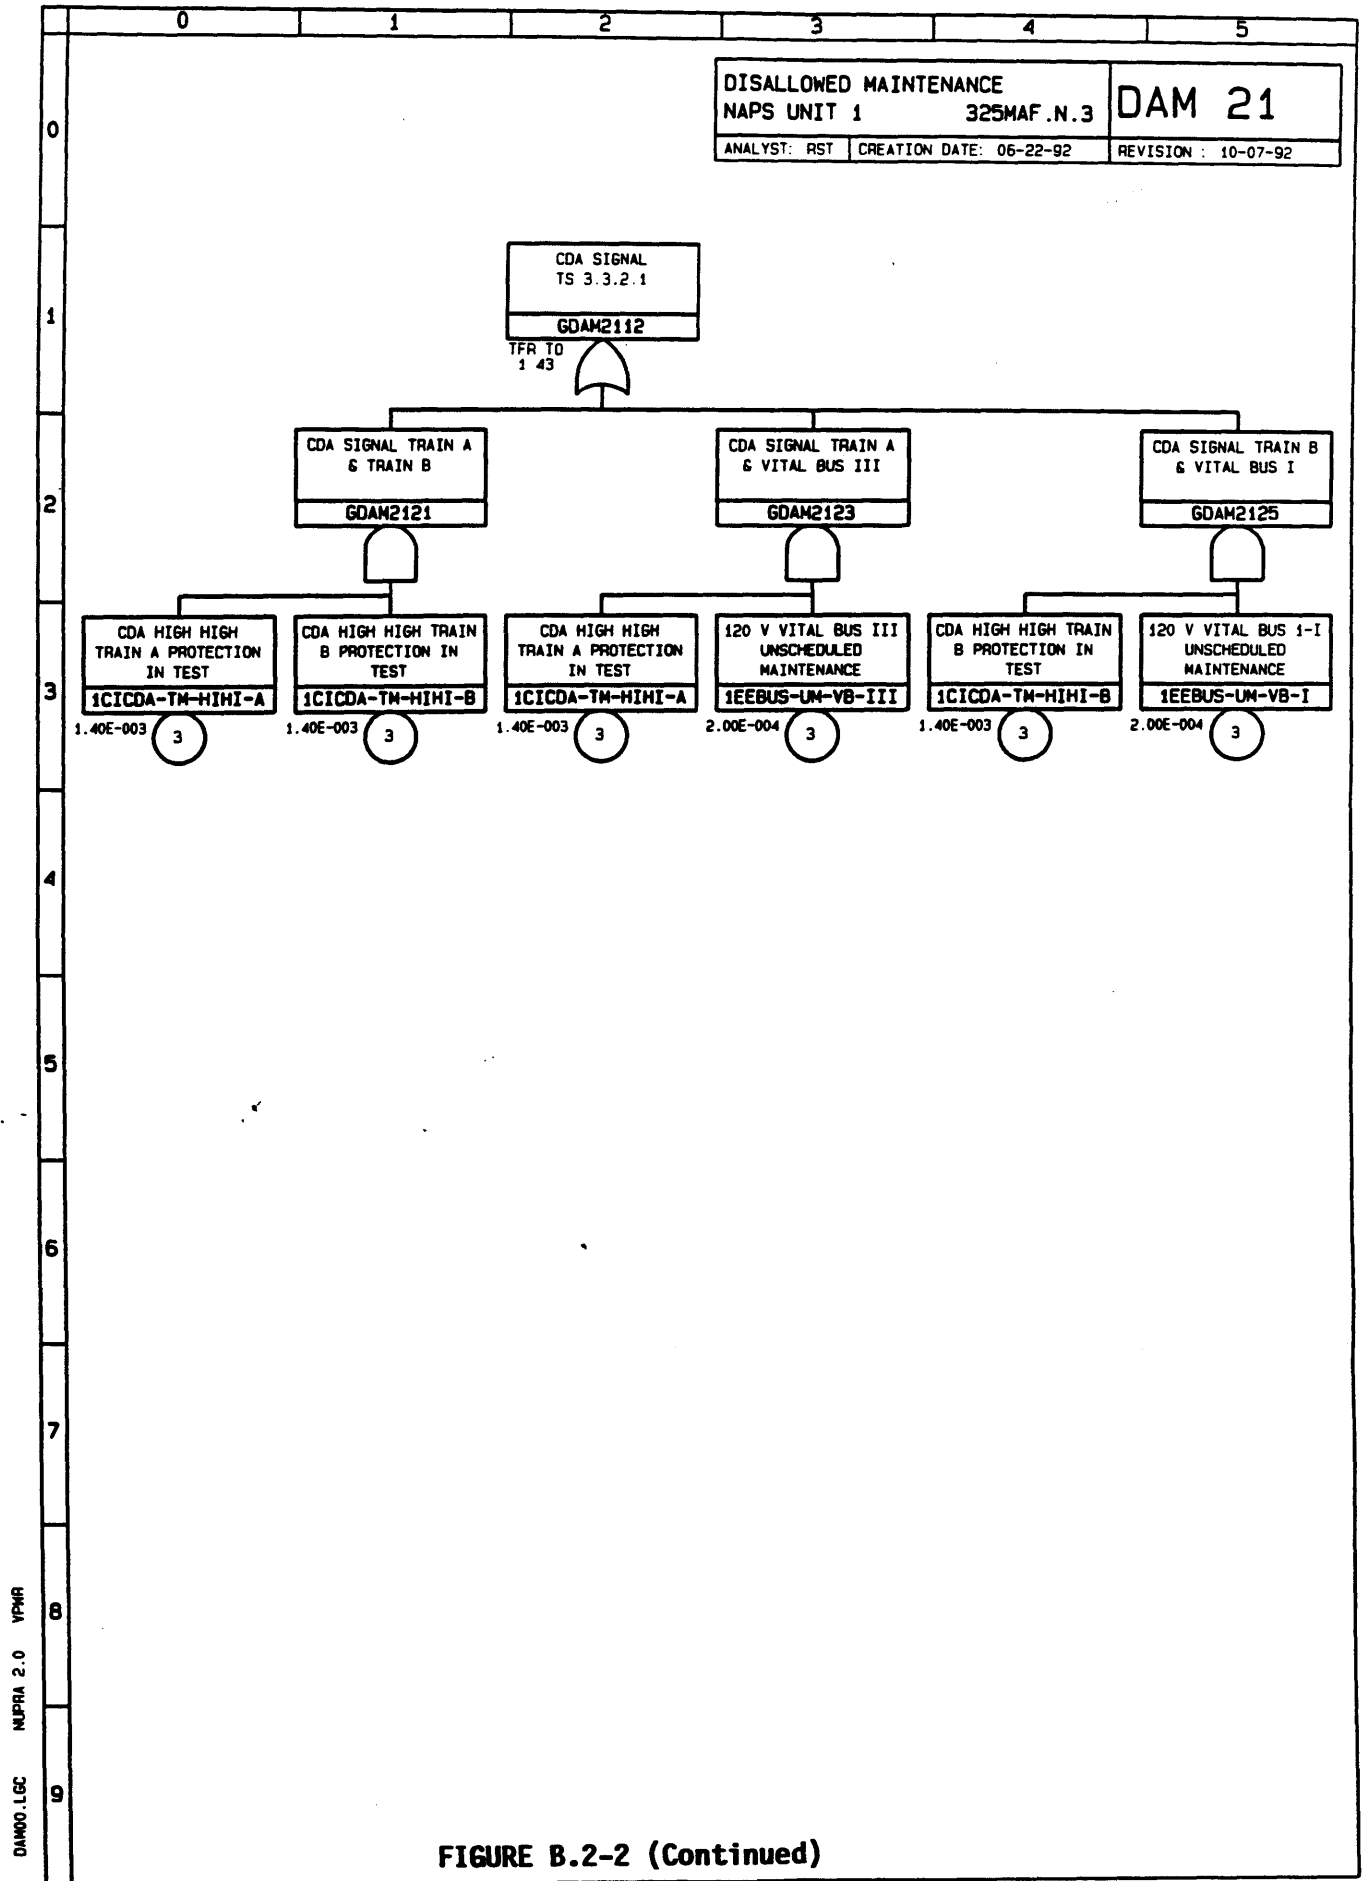 0 1 2 3 4 5
DISALLOWED MAINTENANCE
NAPS UNIT 1 325MAF.N.3
DAM 21
ANALYST: RST CREATION DATE: 06-22-92 REVISION : 10-07-92
0
CDA SIGNAL
TS 3.3.2.1
GDAM2112
TFR TO
1 43
1
CDA SIGNAL TRAIN A
& TRAIN B
GDAM2121
CDA SIGNAL TRAIN A
& VITAL BUS III
GDAM2123
CDA SIGNAL TRAIN B
& VITAL BUS I
GDAM2125
2
CDA HIGH HIGH
TRAIN A PROTECTION
IN TEST
1CICDA-TM-HIHI-A
1.40E-003
3
CDA HIGH HIGH TRAIN
B PROTECTION IN
TEST
1CICDA-TM-HIHI-B
1.40E-003
3
CDA HIGH HIGH
TRAIN A PROTECTION
IN TEST
1CICDA-TM-HIHI-A
1.40E-003
3
120 V VITAL BUS III
UNSCHEDULED
MAINTENANCE
1EEBUS-UM-VB-III
2.00E-004
3
CDA HIGH HIGH TRAIN
B PROTECTION IN
TEST
1CICDA-TM-HIHI-B
1.40E-003
3
120 V VITAL BUS 1-I
UNSCHEDULED
MAINTENANCE
1EEBUS-UM-VB-I
2.00E-004
3
3
4
5
6
7
8
9
DAM00.LGC NUPRA 2.0 VPWR
FIGURE B.2-2 (Continued)